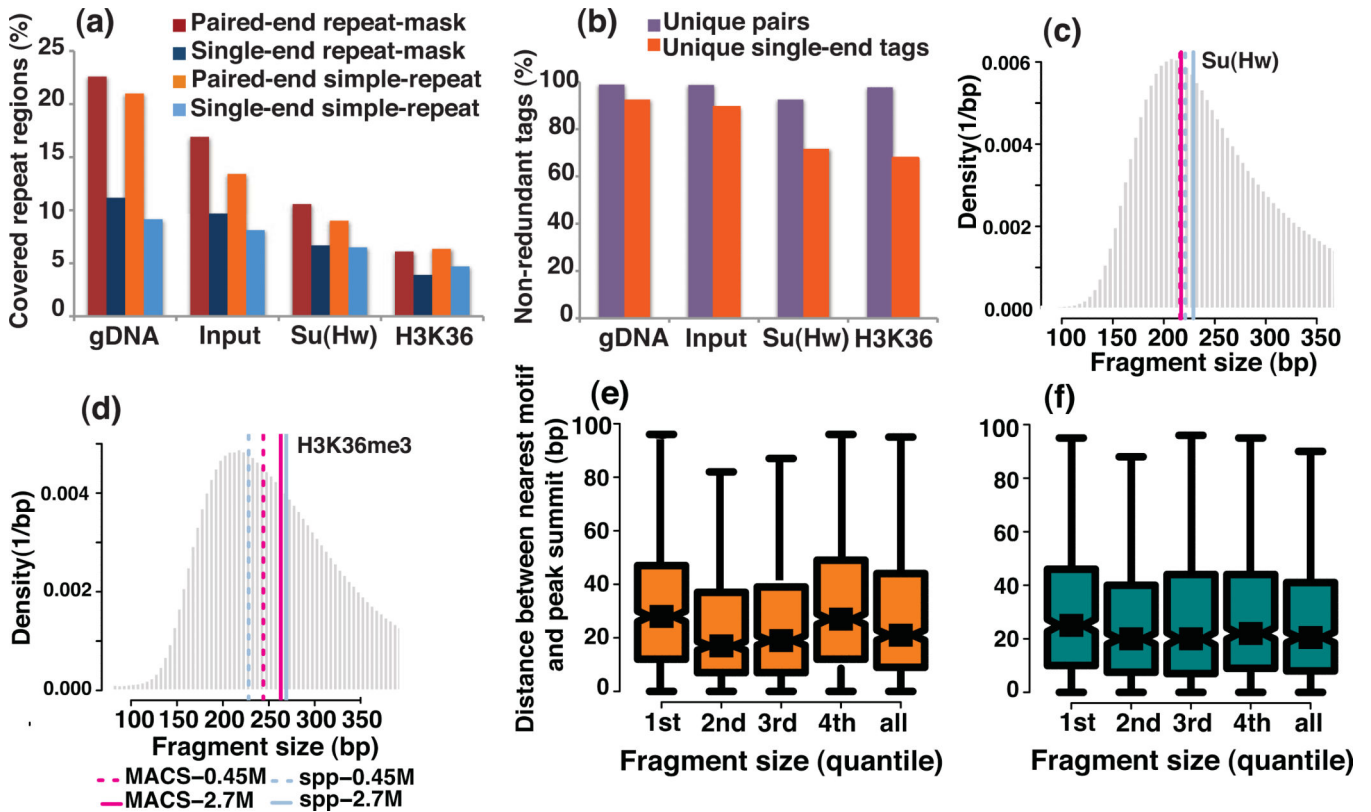 (a)
Paired-end repeat-mask
Single-end repeat-mask
Paired-end simple-repeat
Single-end simple-repeat
Covered repeat regions (%)
25
20
15
10
5
0
gDNA Input Su(Hw) H3K36
(b)
Unique pairs
Unique single-end tags
Non-redundant tags (%)
100
80
60
40
20
0
gDNA Input Su(Hw) H3K36
(c)
Su(Hw)
Density(1/bp)
0.006
0.004
0.002
0.000
100 150 200 250 300 350
Fragment size (bp)
(d)
H3K36me3
Density(1/bp)
0.004
0.002
0.000
100 150 200 250 300 350
Fragment size (bp)
MACS–0.45M spp–0.45M
MACS–2.7M spp–2.7M
(e)
Distance between nearest motif
and peak summit (bp)
100
80
60
40
20
0
1st 2nd 3rd 4th all
Fragment size (quantile)
(f)
100
80
60
40
20
0
1st 2nd 3rd 4th all
Fragment size (quantile)